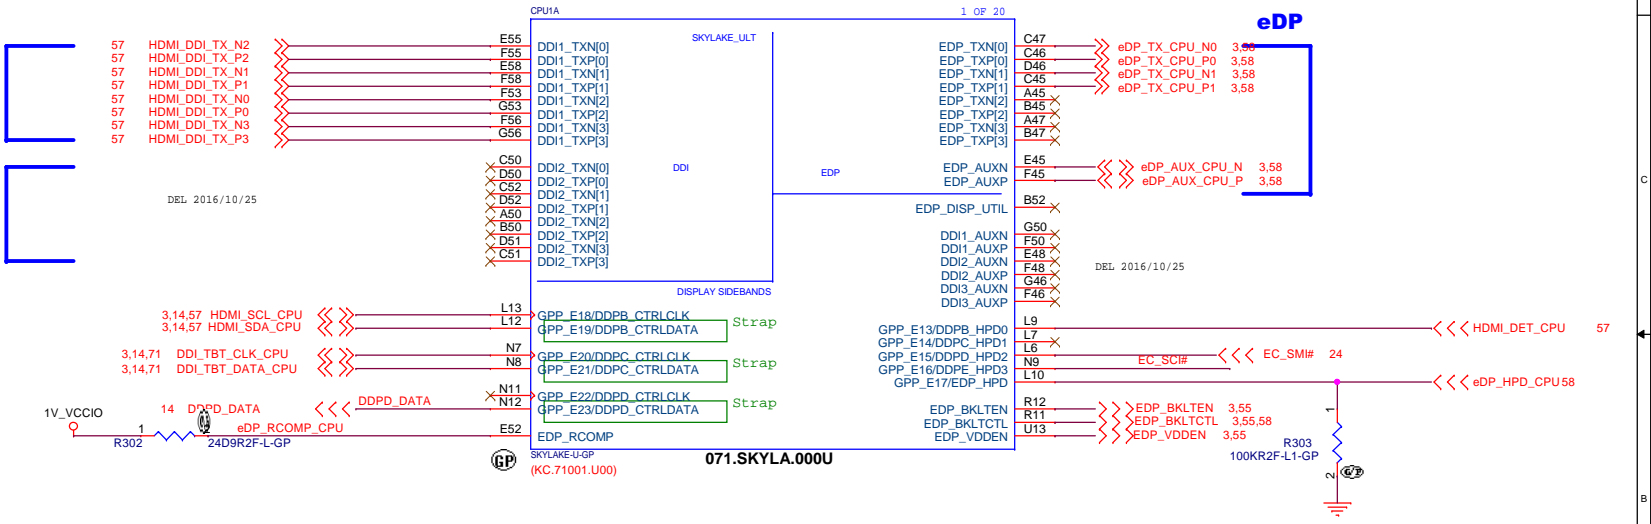 CPU1A
1 OF 20
eDP
SKYLAKE_ULT
57 HDMI_DDI_TX_N2 E55 DDI1_TXN[0]
57 HDMI_DDI_TX_P2 F55 DDI1_TXP[0]
57 HDMI_DDI_TX_N1 E58 DDI1_TXN[1]
57 HDMI_DDI_TX_P1 F58 DDI1_TXP[1]
57 HDMI_DDI_TX_N0 F53 DDI1_TXN[2]
57 HDMI_DDI_TX_P0 G53 DDI1_TXP[2]
57 HDMI_DDI_TX_N3 F56 DDI1_TXN[3]
57 HDMI_DDI_TX_P3 G56 DDI1_TXP[3]
C50 DDI2_TXN[0]
D50 DDI2_TXP[0]
C52 DDI2_TXN[1]
D52 DDI2_TXP[1]
A50 DDI2_TXN[2]
B50 DDI2_TXP[2]
D51 DDI2_TXN[3]
C51 DDI2_TXP[3]
DEL 2016/10/25
DDI
EDP
DISPLAY SIDEBANDS
3,14,57 HDMI_SCL_CPU L13 GPP_E18/DDPB_CTRLCLK
3,14,57 HDMI_SDA_CPU L12 GPP_E19/DDPB_CTRLDATA Strap
3,14,71 DDI_TBT_CLK_CPU N7 GPP_E20/DDPC_CTRLCLK
3,14,71 DDI_TBT_DATA_CPU N8 GPP_E21/DDPC_CTRLDATA Strap
N11 GPP_E22/DDPD_CTRLCLK
14 DDPD_DATA DDPD_DATA N12 GPP_E23/DDPD_CTRLDATA Strap
1V_VCCIO
1 R302 2 24D9R2F-L-GP eDP_RCOMP_CPU E52 EDP_RCOMP
EDP_TXN[0] C47 eDP_TX_CPU_N0 3,58
EDP_TXP[0] C46 eDP_TX_CPU_P0 3,58
EDP_TXN[1] D46 eDP_TX_CPU_N1 3,58
EDP_TXP[1] C45 eDP_TX_CPU_P1 3,58
EDP_TXN[2] A45
EDP_TXP[2] B45
EDP_TXN[3] A47
EDP_TXP[3] B47
EDP_AUXN E45 eDP_AUX_CPU_N 3,58
EDP_AUXP F45 eDP_AUX_CPU_P 3,58
EDP_DISP_UTIL B52
DDI1_AUXN G50
DDI1_AUXP F50
DDI2_AUXN E48
DDI2_AUXP F48
DDI3_AUXN G46
DDI3_AUXP F46
DEL 2016/10/25
GPP_E13/DDPB_HPD0 L9 HDMI_DET_CPU 57
GPP_E14/DDPC_HPD1 L7
GPP_E15/DDPD_HPD2 L6 EC_SMI# 24
GPP_E16/DDPE_HPD3 N9 EC_SCI#
GPP_E17/EDP_HPD L10 eDP_HPD_CPU 58
EDP_BKLTEN R12 EDP_BKLTEN 3,55
EDP_BKLTCTL R11 EDP_BKLTCTL 3,55,58
EDP_VDDEN U13 EDP_VDDEN 3,55
1
R303
100KR2F-L1-GP
2
GP
SKYLAKE-U-GP
(KC.71001.U00)
071.SKYLA.000U
GP
C
B